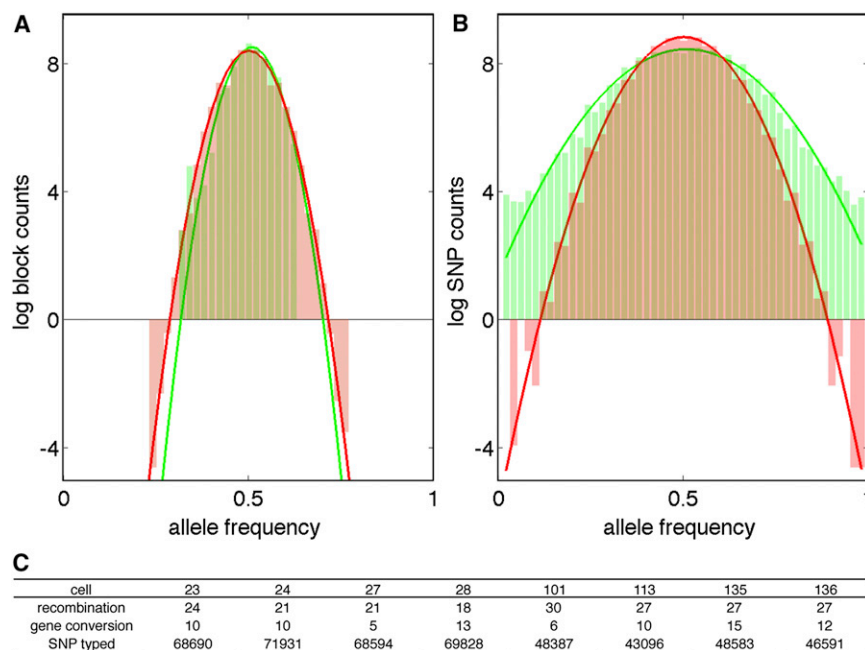 A
8
4
0
-4
0
0.5
1
log block counts
allele frequency
B
8
4
0
-4
0
0.5
1
log SNP counts
allele frequency
C
cell 23 24 27 28 101 113 135 136
recombination 24 21 21 18 30 27 27 27
gene conversion 10 10 5 13 6 10 15 12
SNP typed 68690 71931 68594 69828 48387 43096 48583 46591